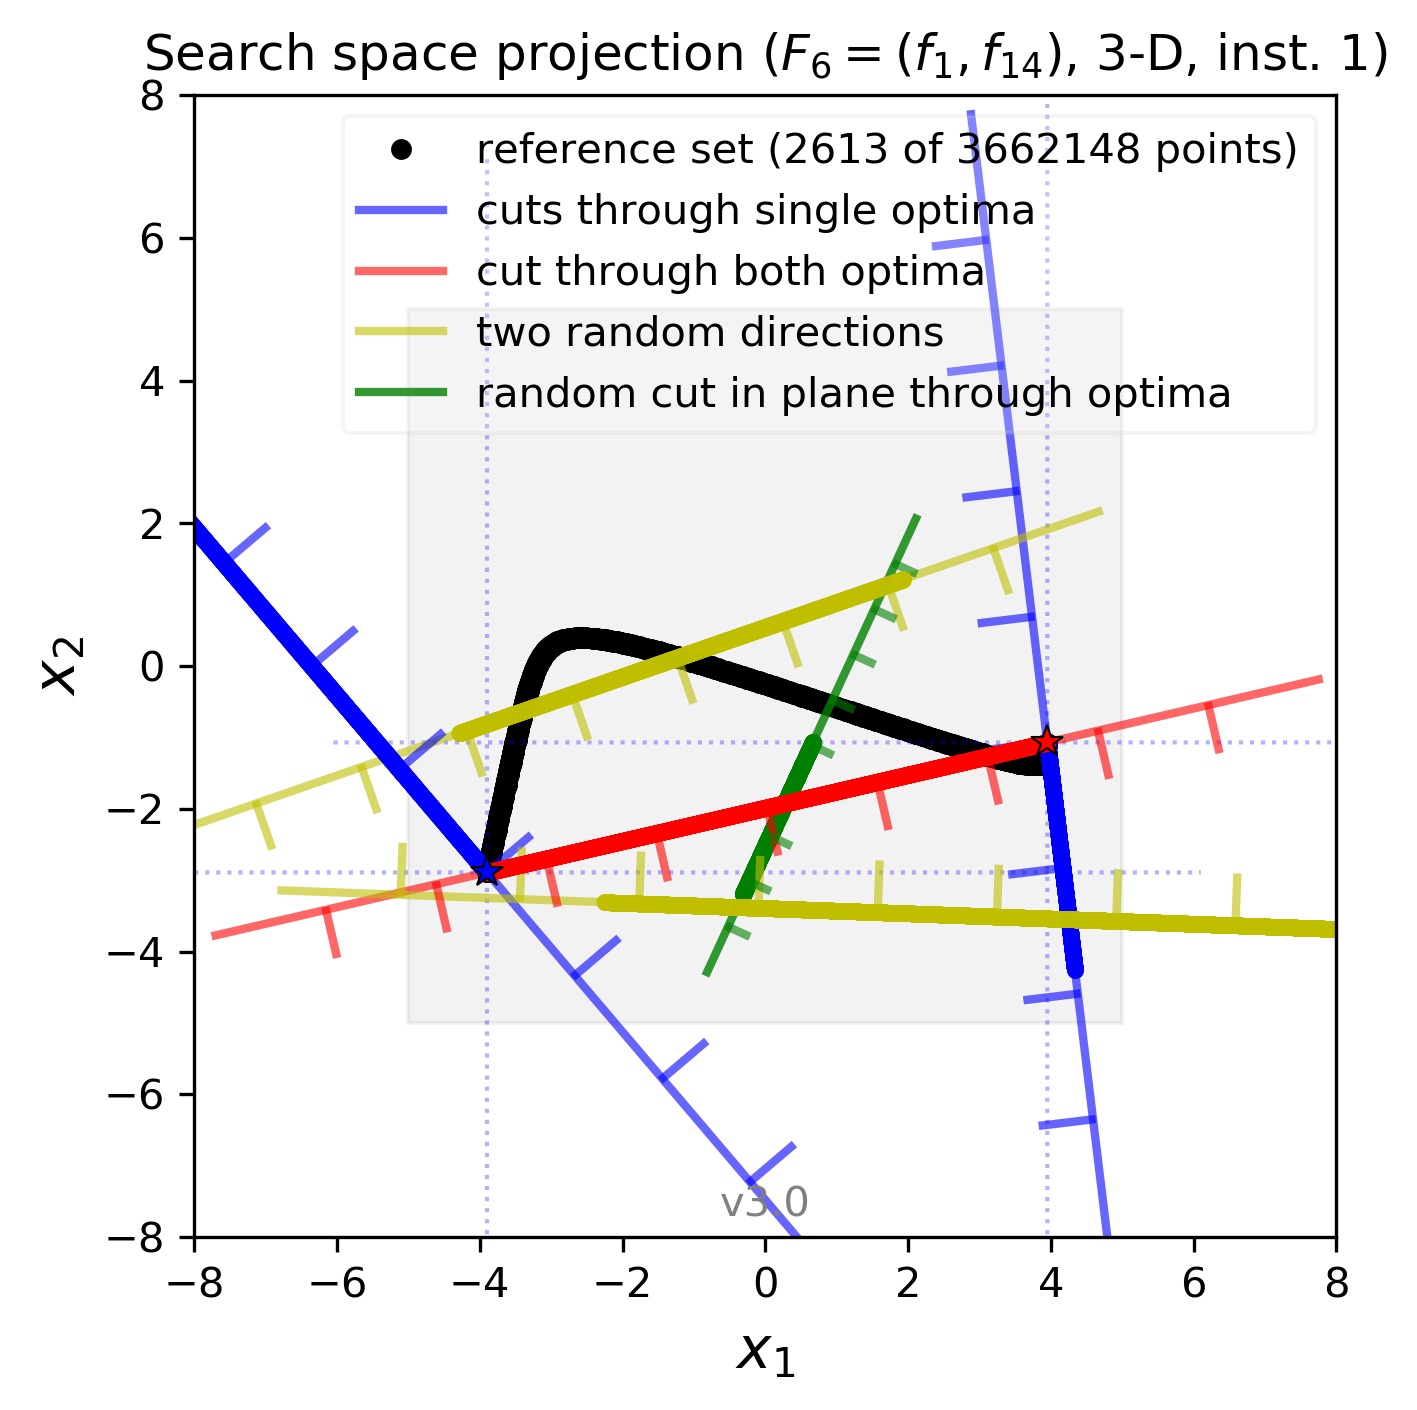 Search space projection (F₆ = (f₁, f₁₄), 3-D, inst. 1)
reference set (2613 of 3662148 points)
cuts through single optima
cut through both optima
two random directions
random cut in plane through optima
8
6
4
2
0
−2
−4
−6
−8
x₂
v3.0
−8 −6 −4 −2 0 2 4 6 8
x₁